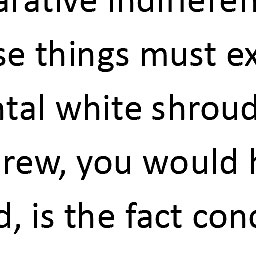 arative indifferen
se things must ex
ntal white shroud
rew, you would h
d, is the fact conc